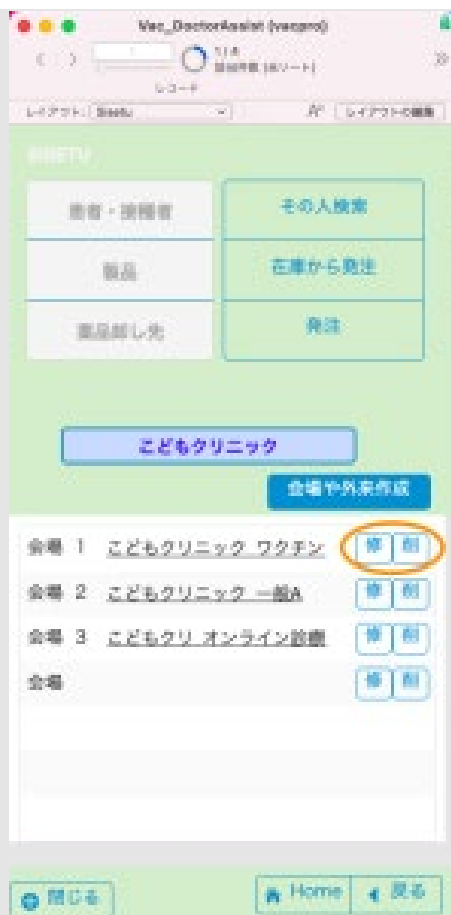 Vac_DoctorAssist (vacpro)
レコード
レイアウト: Sisetu
レイアウトの編集
SISETU
患者・接種者
その人検索
製品
在庫から発注
薬品卸し先
発注
こどもクリニック
会場や外来作成
会場 1 こどもクリニック ワクチン 修 削
会場 2 こどもクリニック 一般A 修 削
会場 3 こどもクリ オンライン診療 修 削
会場 修 削
閉じる
Home
戻る